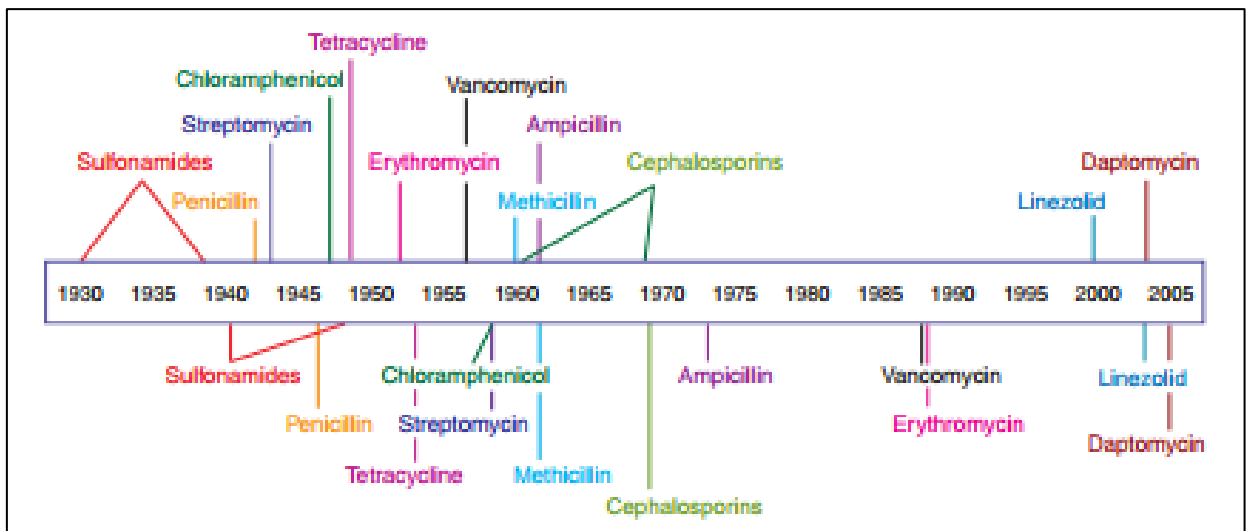 Tetracycline
Chloramphenicol
Vancomycin
Streptomycin
Ampicillin
Sulfonamides
Erythromycin
Cephalosporins
Daptomycin
Penicillin
Methicillin
Linezolid
1930 1935 1940 1945 1950 1955 1960 1965 1970 1975 1980 1985 1990 1995 2000 2005
Sulfonamides
Chloramphenicol
Ampicillin
Vancomycin
Linezolid
Penicillin
Streptomycin
Erythromycin
Daptomycin
Tetracycline
Methicillin
Cephalosporins